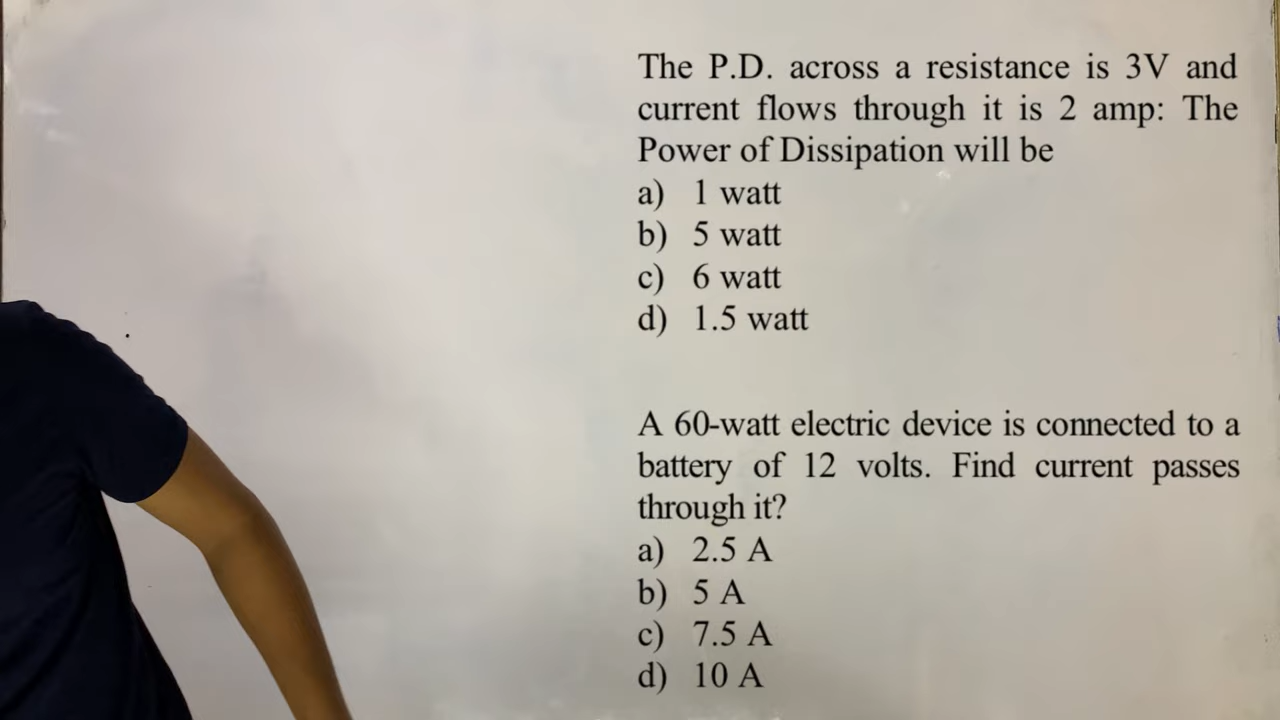 The P.D. across a resistance is 3V and
current flows through it is 2 amp: The
Power of Dissipation will be
a) 1 watt
b) 5 watt
c) 6 watt
d) 1.5 watt
A 60-watt electric device is connected to a
battery of 12 volts. Find current passes
through it?
a) 2.5 A
b) 5 A
c) 7.5 A
d) 10 A